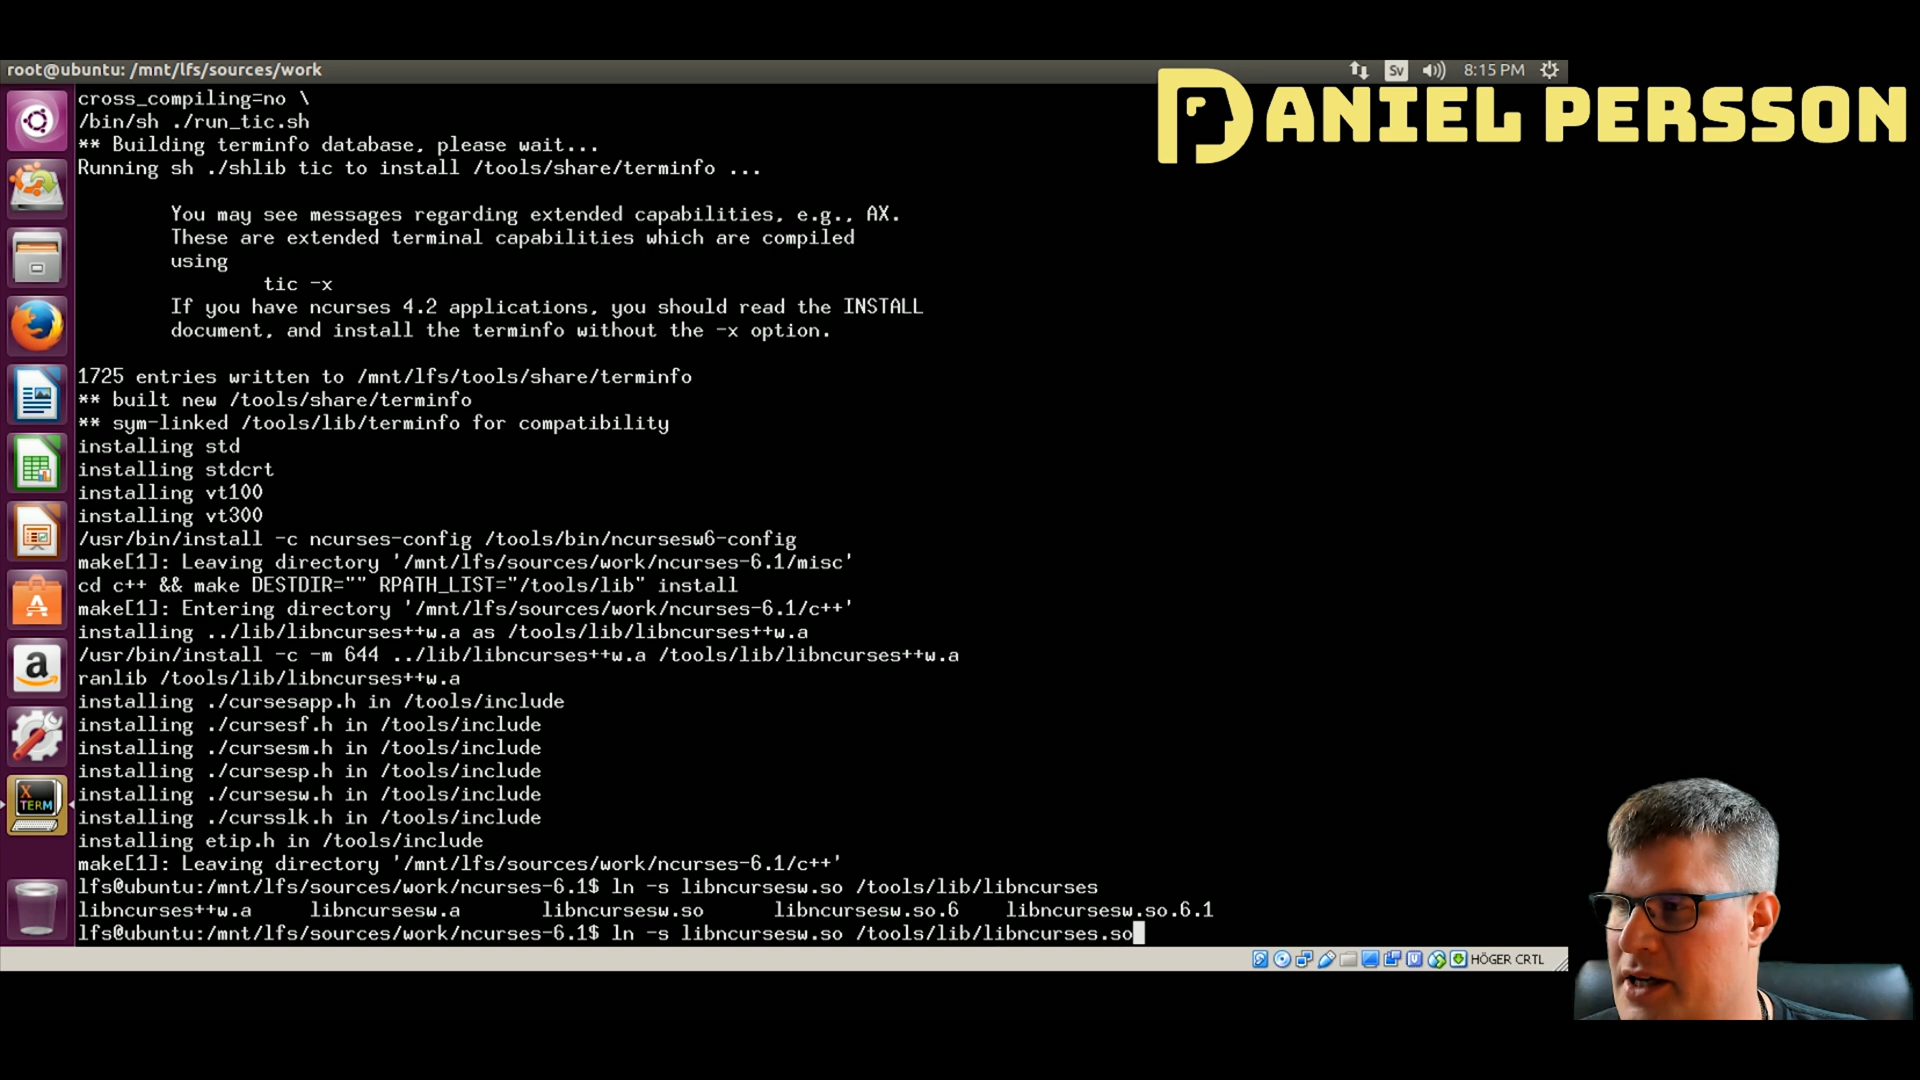 root@ubuntu: /mnt/lfs/sources/work
Sv
8:15 PM
DANIEL PERSSON
cross_compiling=no \
/bin/sh ./run_tic.sh
** Building terminfo database, please wait...
Running sh ./shlib tic to install /tools/share/terminfo ...
You may see messages regarding extended capabilities, e.g., AX.
These are extended terminal capabilities which are compiled
using
tic -x
If you have ncurses 4.2 applications, you should read the INSTALL
document, and install the terminfo without the -x option.
1725 entries written to /mnt/lfs/tools/share/terminfo
** built new /tools/share/terminfo
** sym-linked /tools/lib/terminfo for compatibility
installing std
installing stdcrt
installing vt100
installing vt300
/usr/bin/install -c ncurses-config /tools/bin/ncursesw6-config
make[1]: Leaving directory '/mnt/lfs/sources/work/ncurses-6.1/misc'
cd c++ && make DESTDIR="" RPATH_LIST="/tools/lib" install
make[1]: Entering directory '/mnt/lfs/sources/work/ncurses-6.1/c++'
installing ../lib/libncurses++w.a as /tools/lib/libncurses++w.a
/usr/bin/install -c -m 644 ../lib/libncurses++w.a /tools/lib/libncurses++w.a
ranlib /tools/lib/libncurses++w.a
installing ./cursesapp.h in /tools/include
installing ./cursesf.h in /tools/include
installing ./cursesm.h in /tools/include
installing ./cursesp.h in /tools/include
installing ./cursesw.h in /tools/include
installing ./cursslk.h in /tools/include
installing etip.h in /tools/include
make[1]: Leaving directory '/mnt/lfs/sources/work/ncurses-6.1/c++'
lfs@ubuntu:/mnt/lfs/sources/work/ncurses-6.1$ ln -s libncursesw.so /tools/lib/libncurses
libncurses++w.a libncursesw.a libncursesw.so libncursesw.so.6 libncursesw.so.6.1
lfs@ubuntu:/mnt/lfs/sources/work/ncurses-6.1$ ln -s libncursesw.so /tools/lib/libncurses.so
X
TERM
HÖGER CRTL